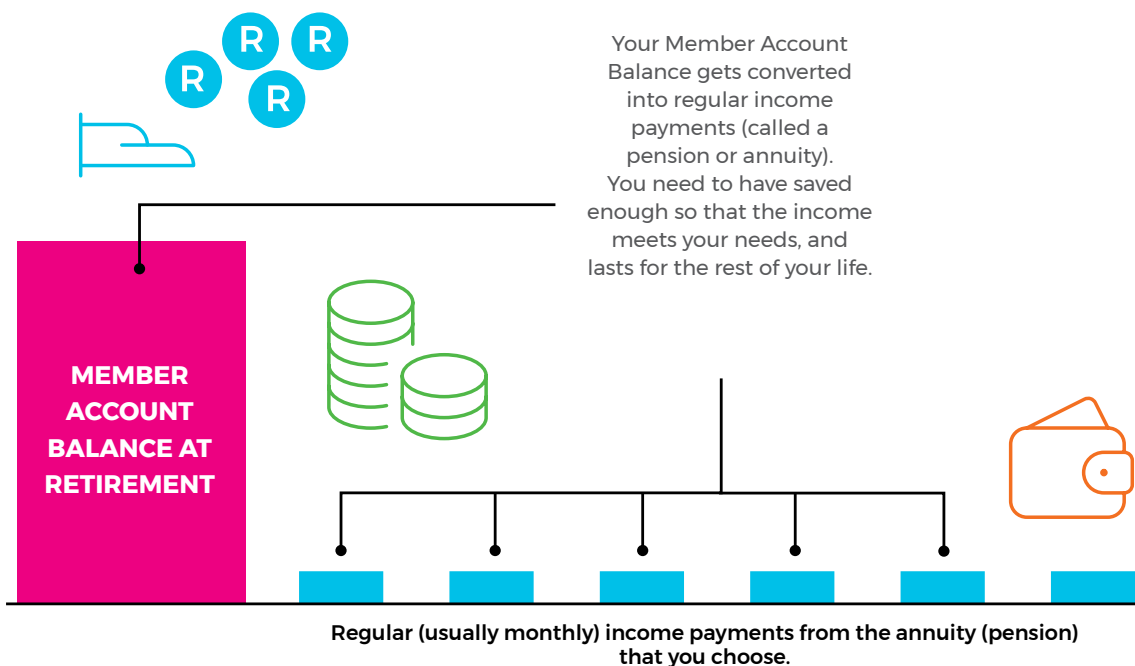 R
R
R
R
Your Member Account
Balance gets converted
into regular income
payments (called a
pension or annuity).
You need to have saved
enough so that the income
meets your needs, and
lasts for the rest of your life.
MEMBER
ACCOUNT
BALANCE AT
RETIREMENT
Regular (usually monthly) income payments from the annuity (pension)
that you choose.